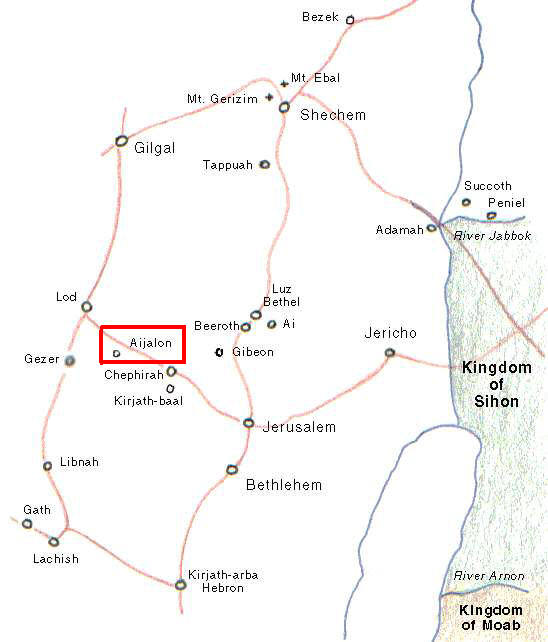 Bezek
Mt. Ebal
Mt. Gerizim
Shechem
Gilgal
Tappuah
Succoth
Peniel
Adamah
River Jabbok
Luz
Bethel
Lod
Beeroth
Ai
Aijalon
Gibeon
Jericho
Gezer
Chephirah
Kingdom
of
Sihon
Kirjath-baal
Jerusalem
Libnah
Bethlehem
Gath
Lachish
Kirjath-arba
Hebron
River Arnon
Kingdom
of Moab